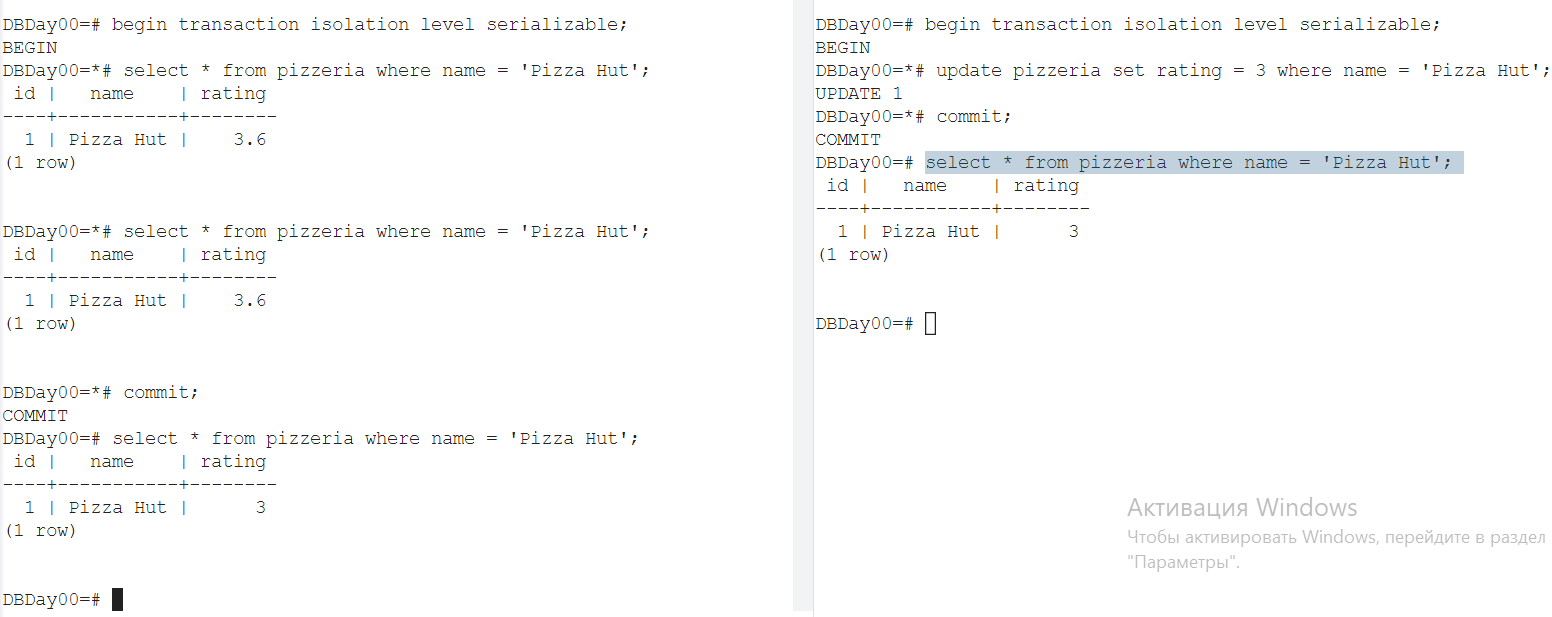 DBDay00=# begin transaction isolation level serializable;
BEGIN
DBDay00=*# select * from pizzeria where name = 'Pizza Hut';
 id |   name    | rating
----+-----------+--------
  1 | Pizza Hut |    3.6
(1 row)
DBDay00=*# select * from pizzeria where name = 'Pizza Hut';
 id |   name    | rating
----+-----------+--------
  1 | Pizza Hut |    3.6
(1 row)
DBDay00=*# commit;
COMMIT
DBDay00=# select * from pizzeria where name = 'Pizza Hut';
 id |   name    | rating
----+-----------+--------
  1 | Pizza Hut |      3
(1 row)
DBDay00=#
DBDay00=# begin transaction isolation level serializable;
BEGIN
DBDay00=*# update pizzeria set rating = 3 where name = 'Pizza Hut';
UPDATE 1
DBDay00=*# commit;
COMMIT
DBDay00=# select * from pizzeria where name = 'Pizza Hut';
 id |   name    | rating
----+-----------+--------
  1 | Pizza Hut |      3
(1 row)
DBDay00=#
Активация Windows
Чтобы активировать Windows, перейдите в раздел
"Параметры".